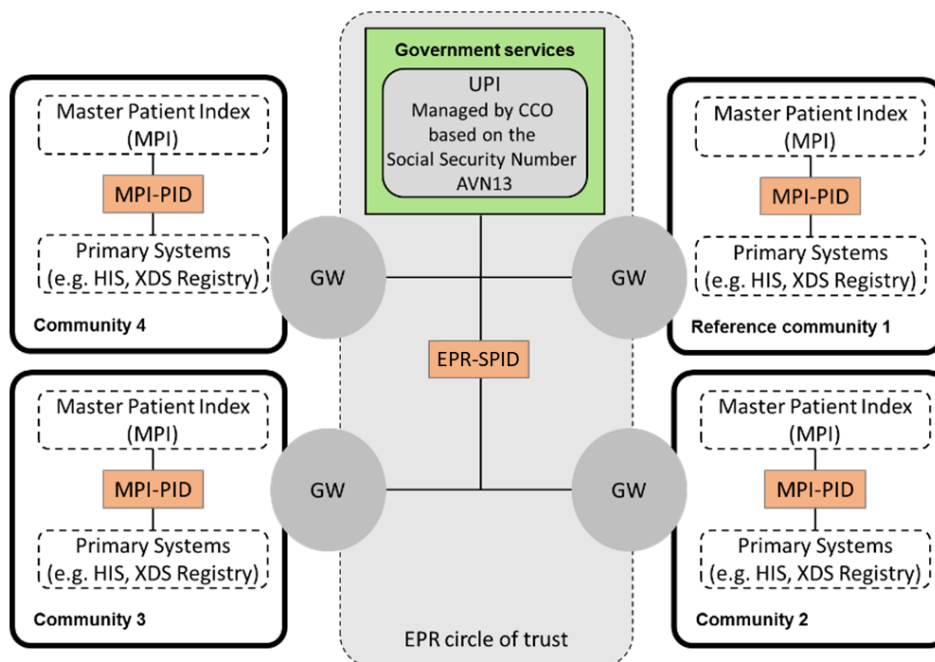 Government services
UPI
Managed by CCO
based on the
Social Security Number
AVN13
Master Patient Index
(MPI)
MPI-PID
Primary Systems
(e.g. HIS, XDS Registry)
Community 4
GW
GW
Master Patient Index
(MPI)
MPI-PID
Primary Systems
(e.g. HIS, XDS Registry)
Reference community 1
EPR-SPID
Master Patient Index
(MPI)
MPI-PID
Primary Systems
(e.g. HIS, XDS Registry)
Community 3
GW
GW
Master Patient Index
(MPI)
MPI-PID
Primary Systems
(e.g. HIS, XDS Registry)
Community 2
EPR circle of trust